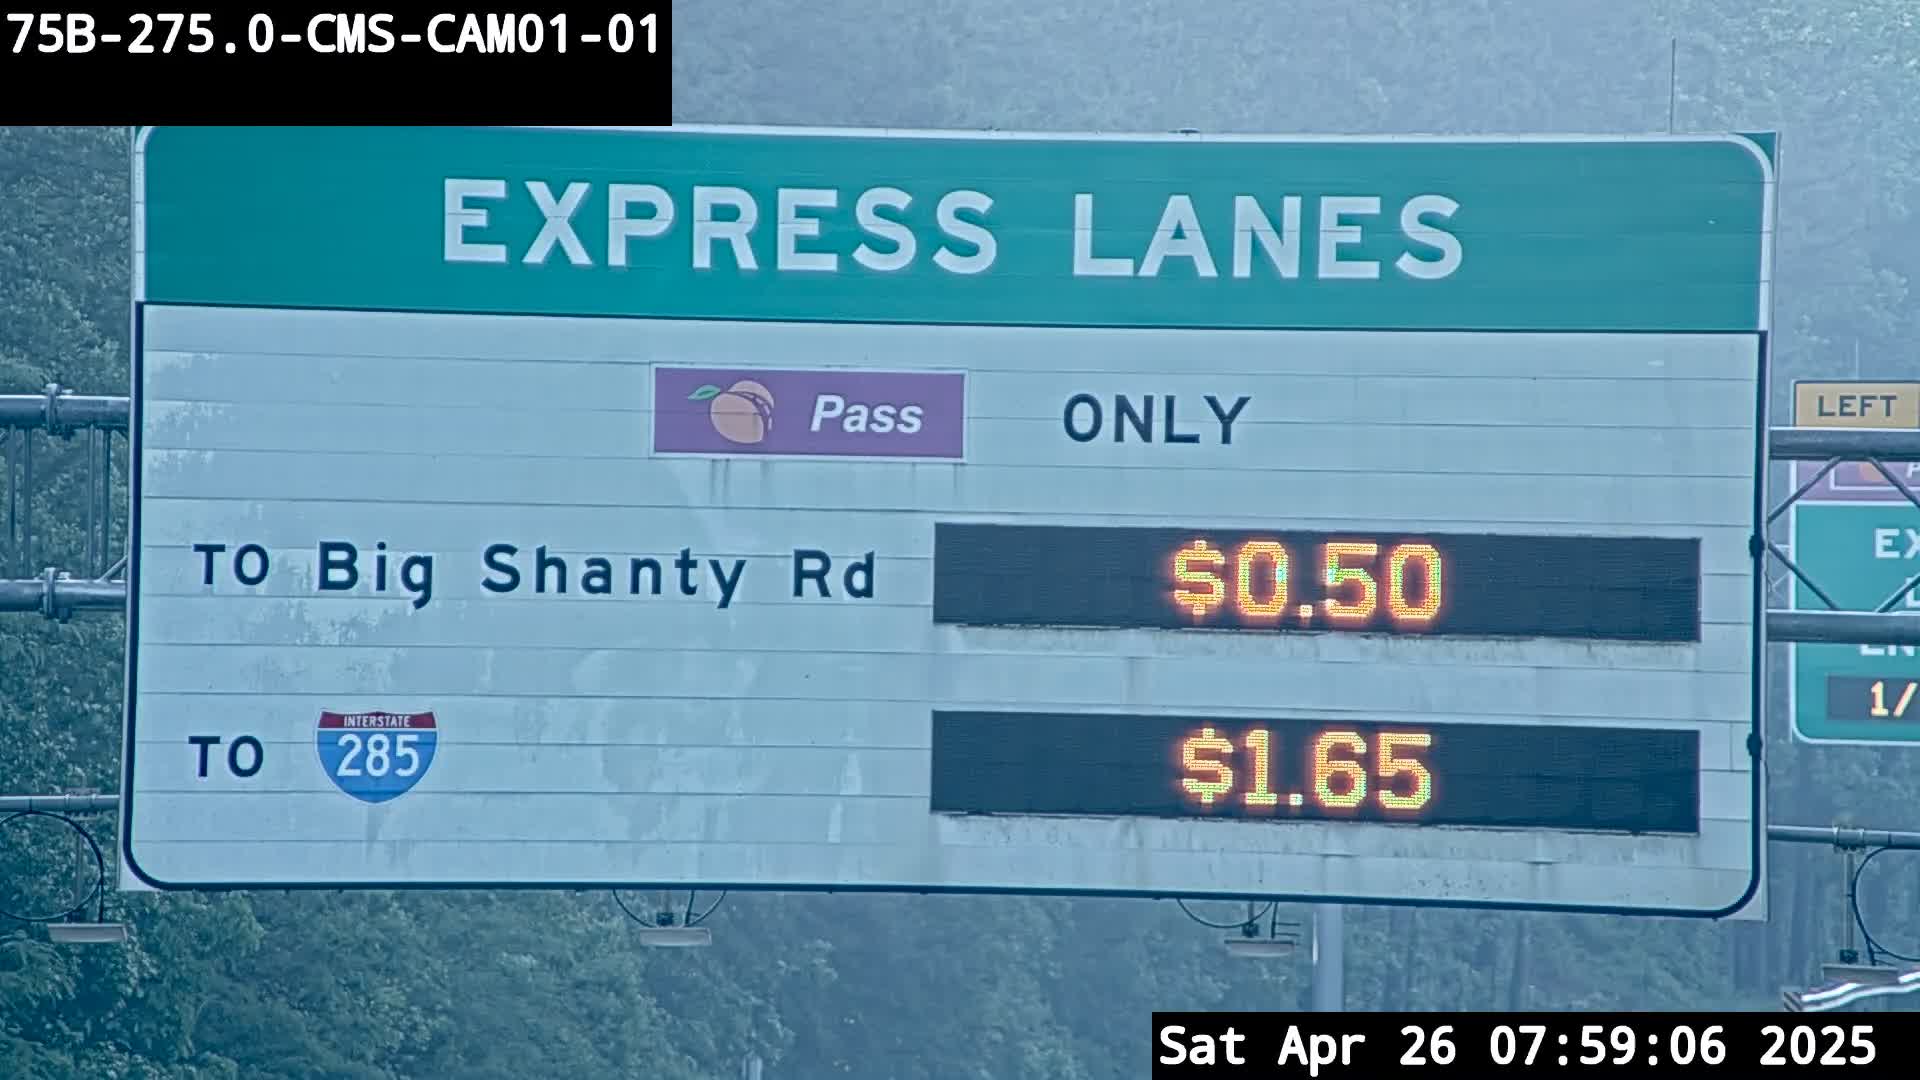 75B-275.0-CMS-CAM01-01
EXPRESS LANES
Pass ONLY
TO Big Shanty Rd $0.50
TO INTERSTATE 285 $1.65
LEFT
1/
Sat Apr 26 07:59:06 2025